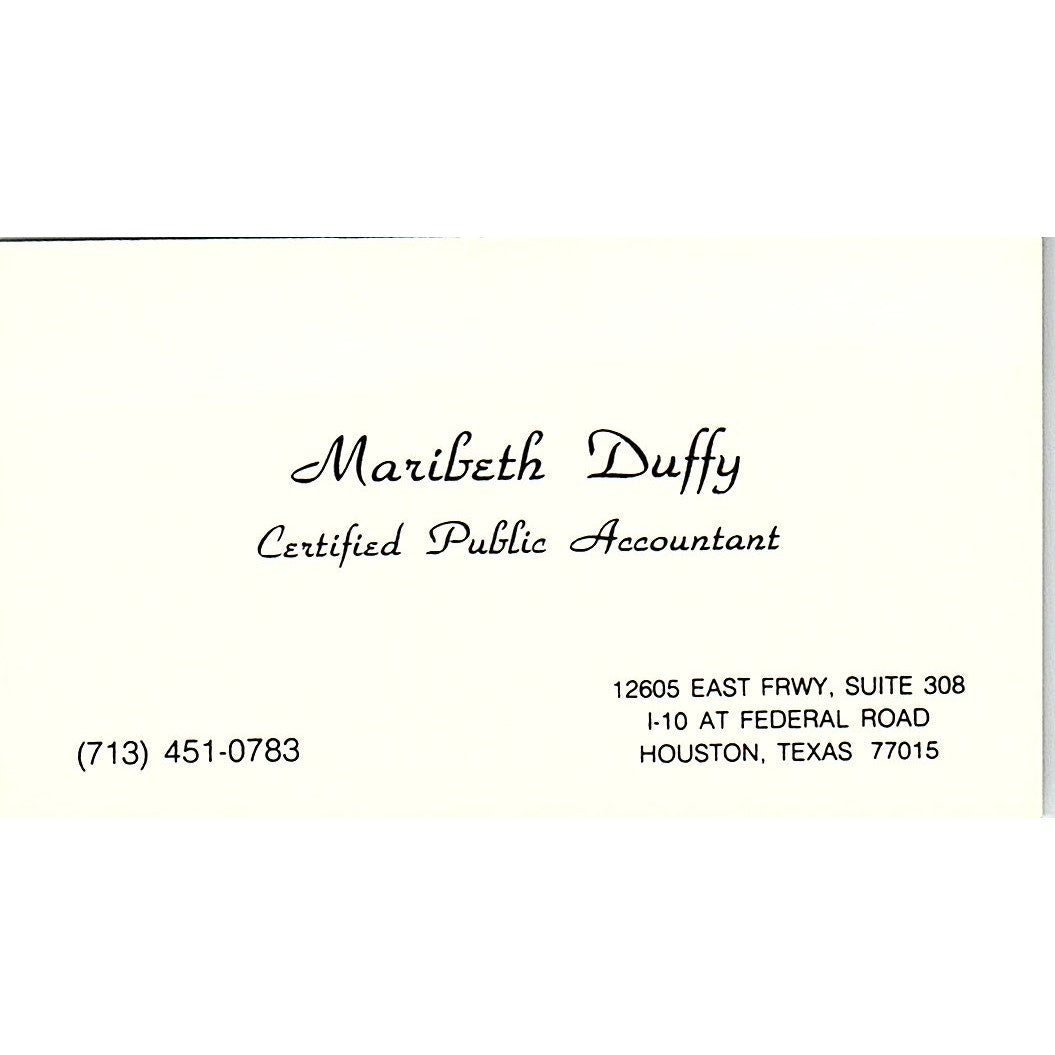 Maribeth Duffy
Certified Public Accountant
(713) 451-0783
12605 EAST FRWY, SUITE 308
I-10 AT FEDERAL ROAD
HOUSTON, TEXAS 77015